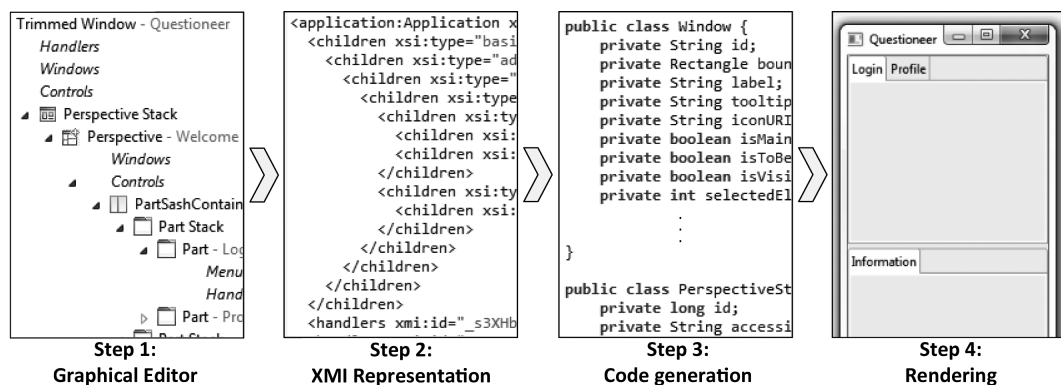 Trimmed Window - Questioneer
Handlers
Windows
Controls
Perspective Stack
Perspective - Welcome
Windows
Controls
PartSashContain
Part Stack
Part - Log
Menu
Hand
Part - Pro
Step 1:
Graphical Editor
<application:Application x
<children xsi:type="basi
<children xsi:type="ad
<children xsi:type="
<children xsi:type
<children xsi:ty
<children xsi:
<children xsi:
</children>
<children xsi:ty
<children xsi:
</children>
</children>
</children>
</children>
</children>
<handlers xmi:id="_s3XHb
Step 2:
XMI Representation
public class Window {
private String id;
private Rectangle boun
private String label;
private String tooltip
private String iconURI
private boolean isMain
private boolean isToBe
private boolean isVisi
private int selectedEl
.
.
.
}
public class PerspectiveSt
private long id;
private String accessi
Step 3:
Code generation
Questioneer
Login Profile
Information
Step 4:
Rendering